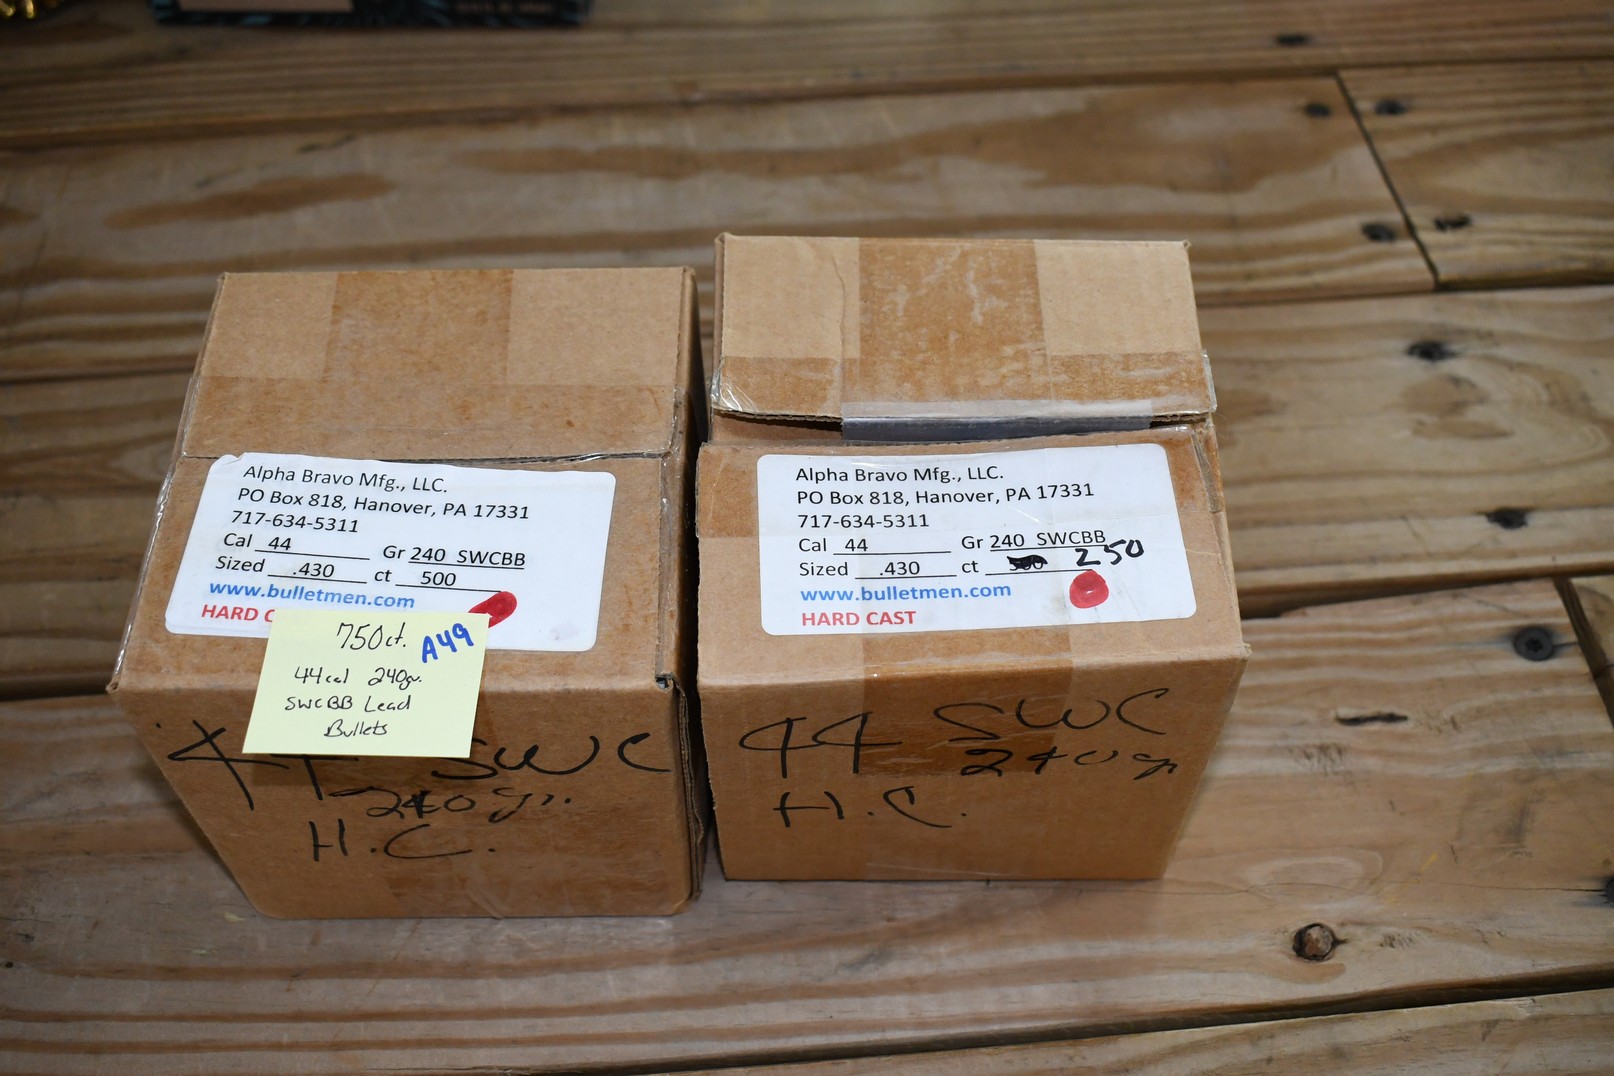 Alpha Bravo Mfg., LLC.
PO Box 818, Hanover, PA 17331
717-634-5311
Cal 44 Gr 240 SWCBB
Sized .430 ct 500
www.bulletmen.com
HARD C
750ct. A49
44cal 240gr.
SWCBB Lead
Bullets
44 SWC
240gr.
H.C.
Alpha Bravo Mfg., LLC.
PO Box 818, Hanover, PA 17331
717-634-5311
Cal 44 Gr 240 SWCBB
Sized .430 ct 500 250
www.bulletmen.com
HARD CAST
44 SWC
240gr
H.C.